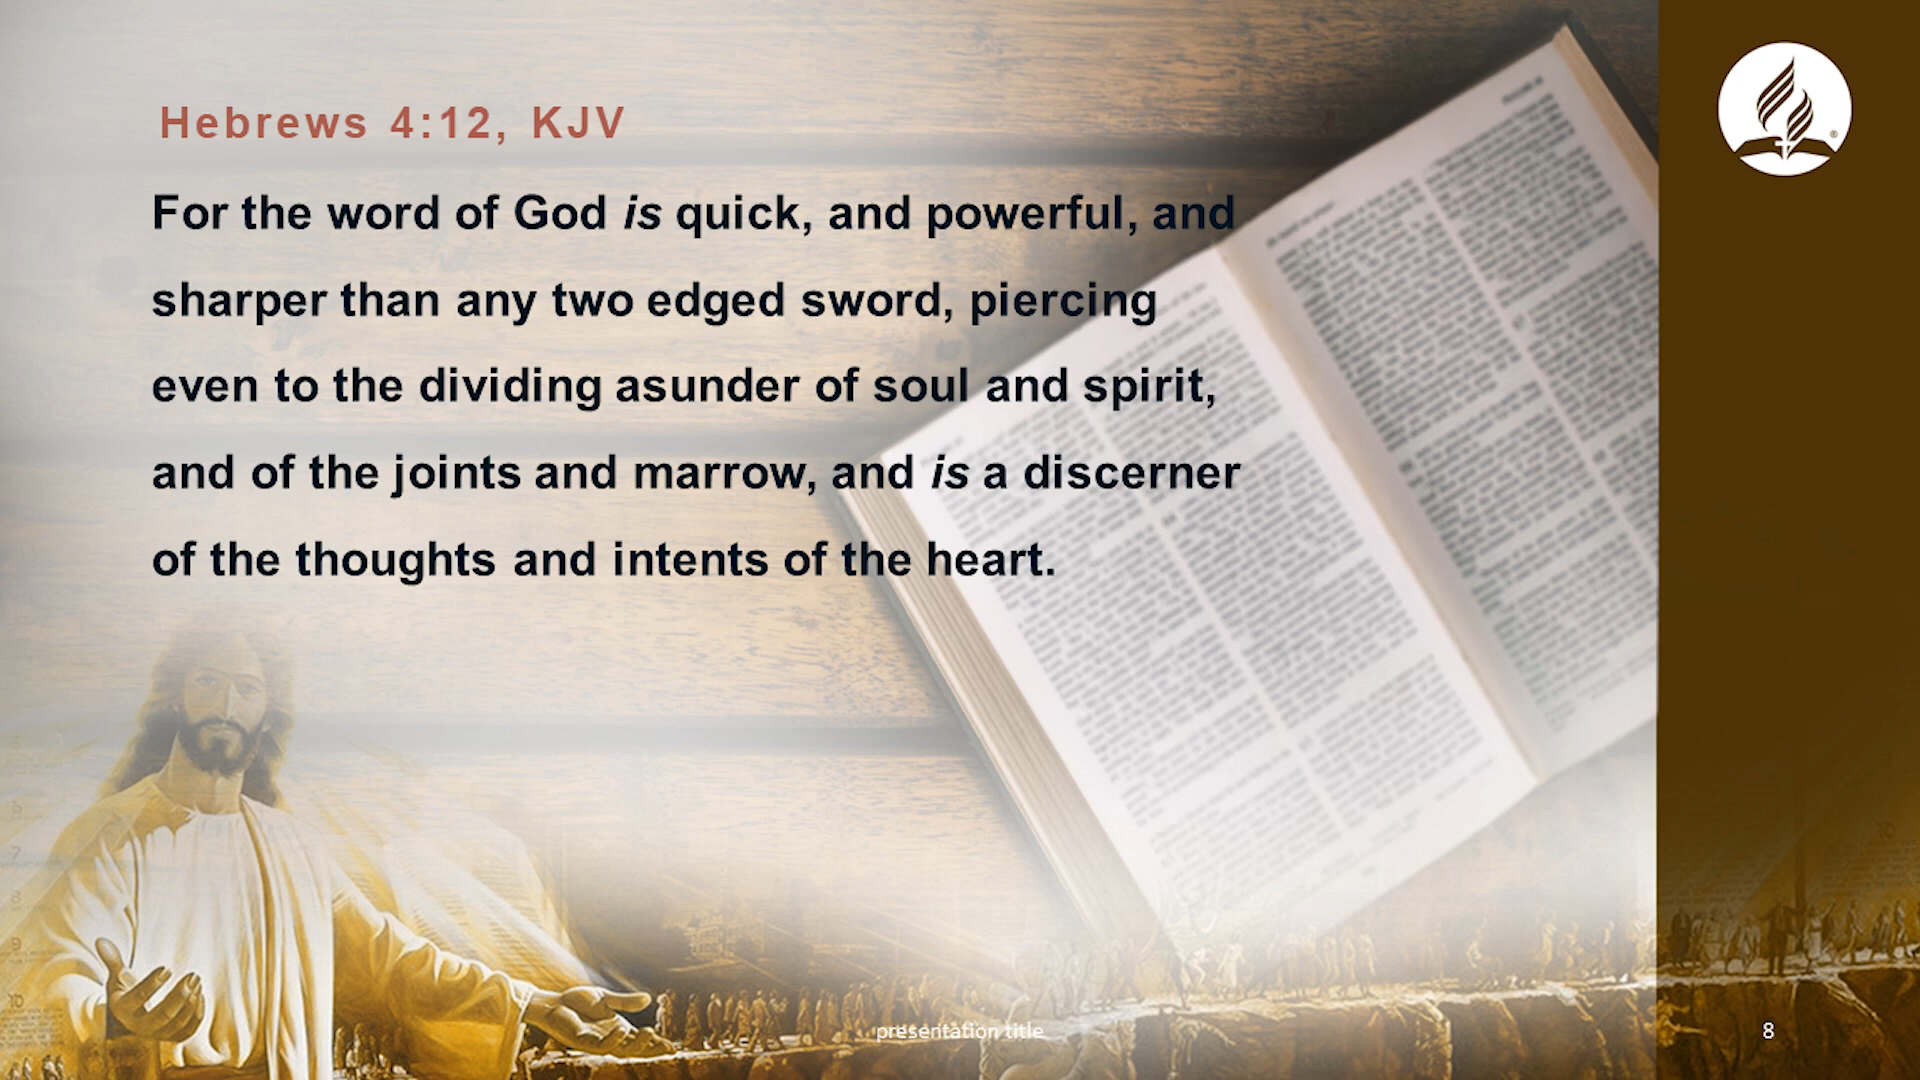 Hebrews 4:12, KJV
For the word of God is quick, and powerful, and
sharper than any two edged sword, piercing
even to the dividing asunder of soul and spirit,
and of the joints and marrow, and is a discerner
of the thoughts and intents of the heart.
presentation title
8